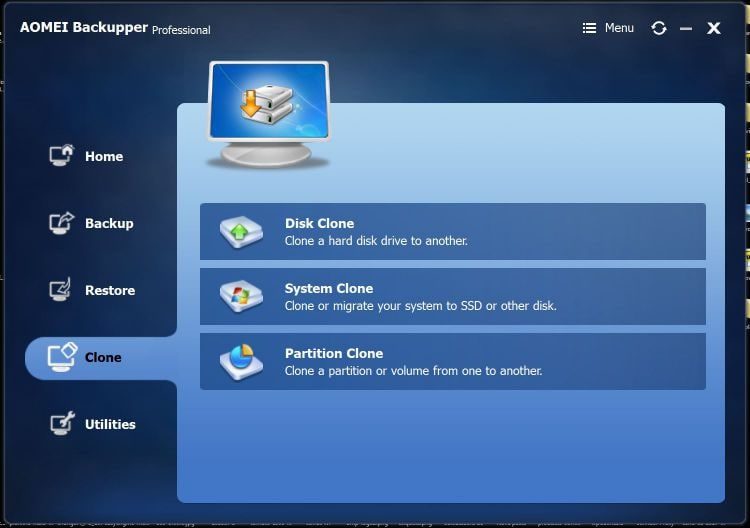 AOMEI Backupper Professional
Menu
Home
Backup
Restore
Clone
Utilities
Disk Clone
Clone a hard disk drive to another.
System Clone
Clone or migrate your system to SSD or other disk.
Partition Clone
Clone a partition or volume from one to another.